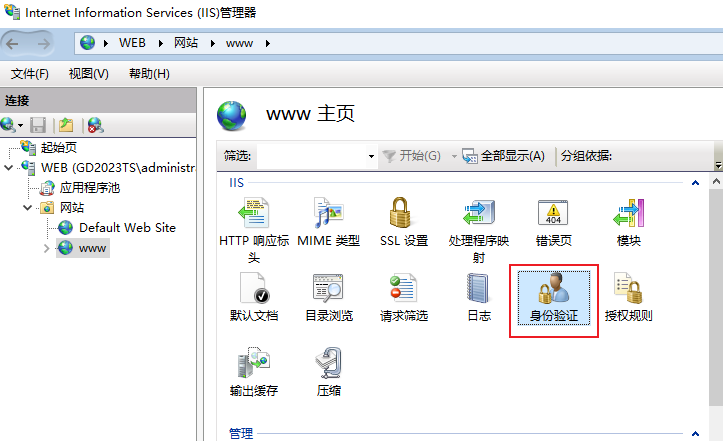 Internet Information Services (IIS)管理器
WEB 网站 www
文件(F) 视图(V) 帮助(H)
连接
起始页
WEB (GD2023TS\administra
应用程序池
网站
Default Web Site
www
www 主页
筛选: 开始(G) 全部显示(A) 分组依据:
IIS
HTTP 响应标头 MIME 类型 SSL 设置 处理程序映射 错误页 模块
404
默认文档 目录浏览 请求筛选 日志 身份验证 授权规则
输出缓存 压缩
管理